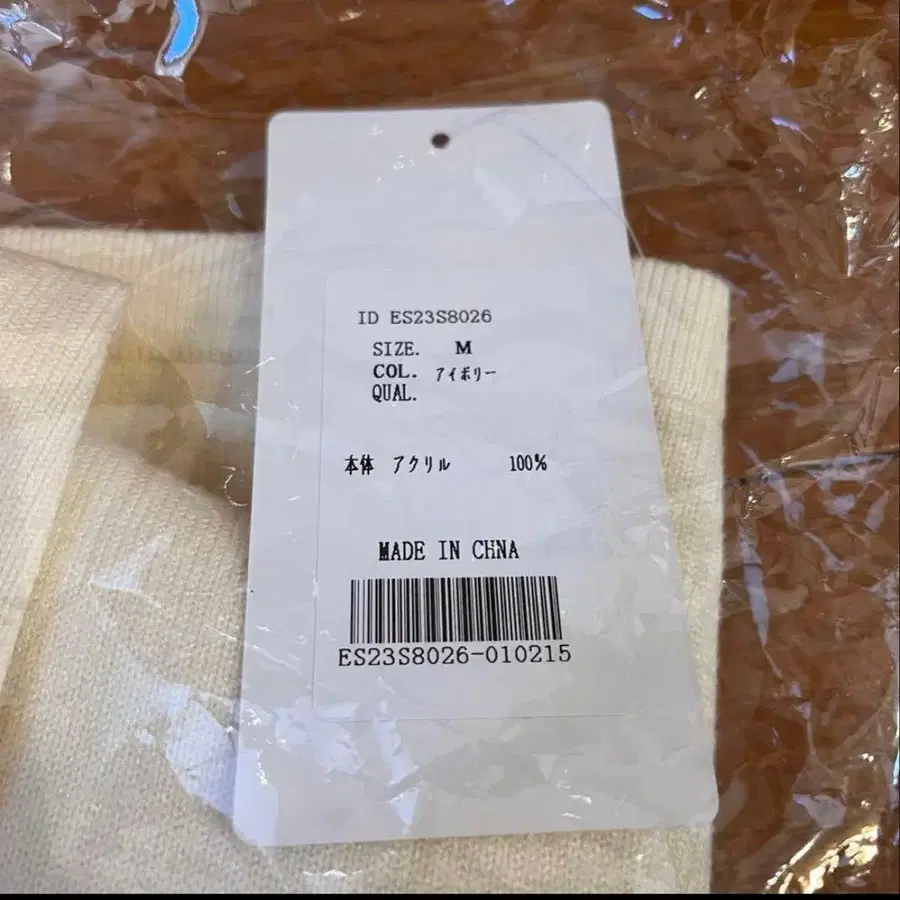 ID ES23S8026
SIZE. M
COL. アイボリー
QUAL.
本体 アクリル 100%
MADE IN CHNA
ES23S8026-010215